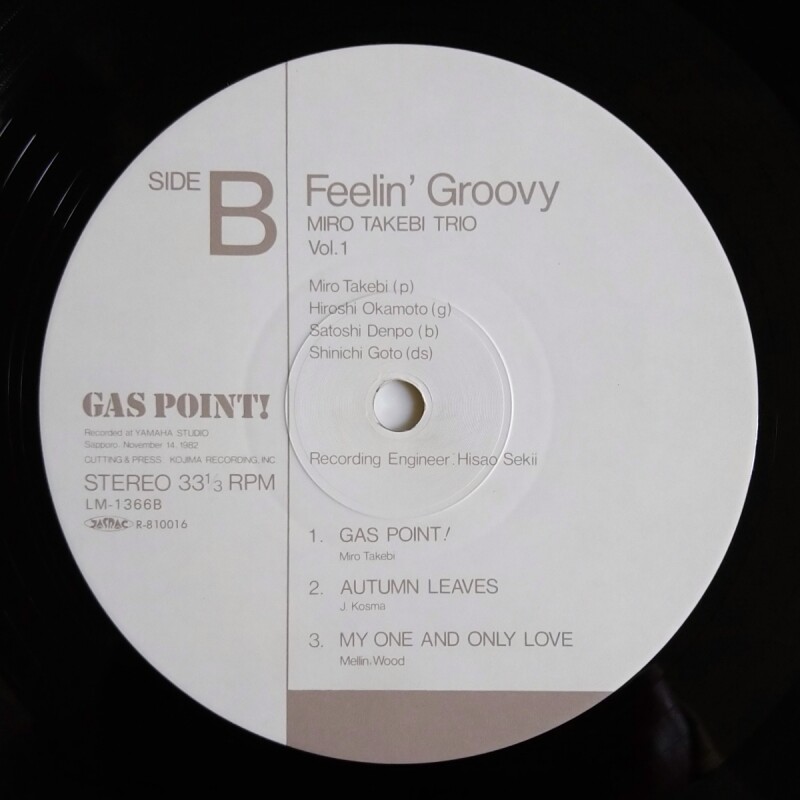 SIDE B
Feelin' Groovy
MIRO TAKEBI TRIO
Vol.1
Miro Takebi (p)
Hiroshi Okamoto (g)
Satoshi Denpo (b)
Shinichi Goto (ds)
GAS POINT!
Recorded at YAMAHA STUDIO
Sapporo. November 14. 1982
CUTTING & PRESS. KOJIMA RECORDING, INC
STEREO 33 1/3 RPM
LM-1366B
JASRAC R-810016
Recording Engineer: Hisao Sekii
1. GAS POINT!
Miro Takebi
2. AUTUMN LEAVES
J. Kosma
3. MY ONE AND ONLY LOVE
Mellin, Wood